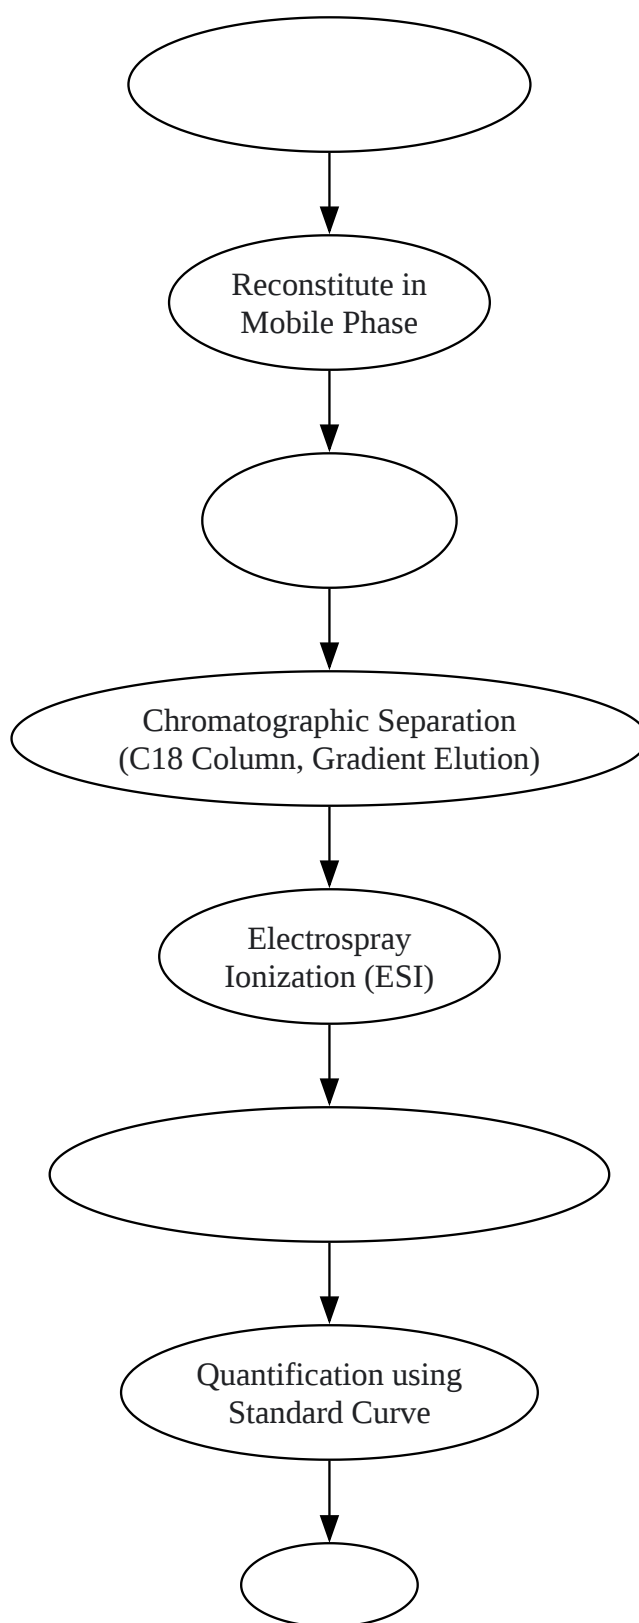 Reconstitute in
Mobile Phase
Chromatographic Separation
(C18 Column, Gradient Elution)
Electrospray
Ionization (ESI)
Quantification using
Standard Curve